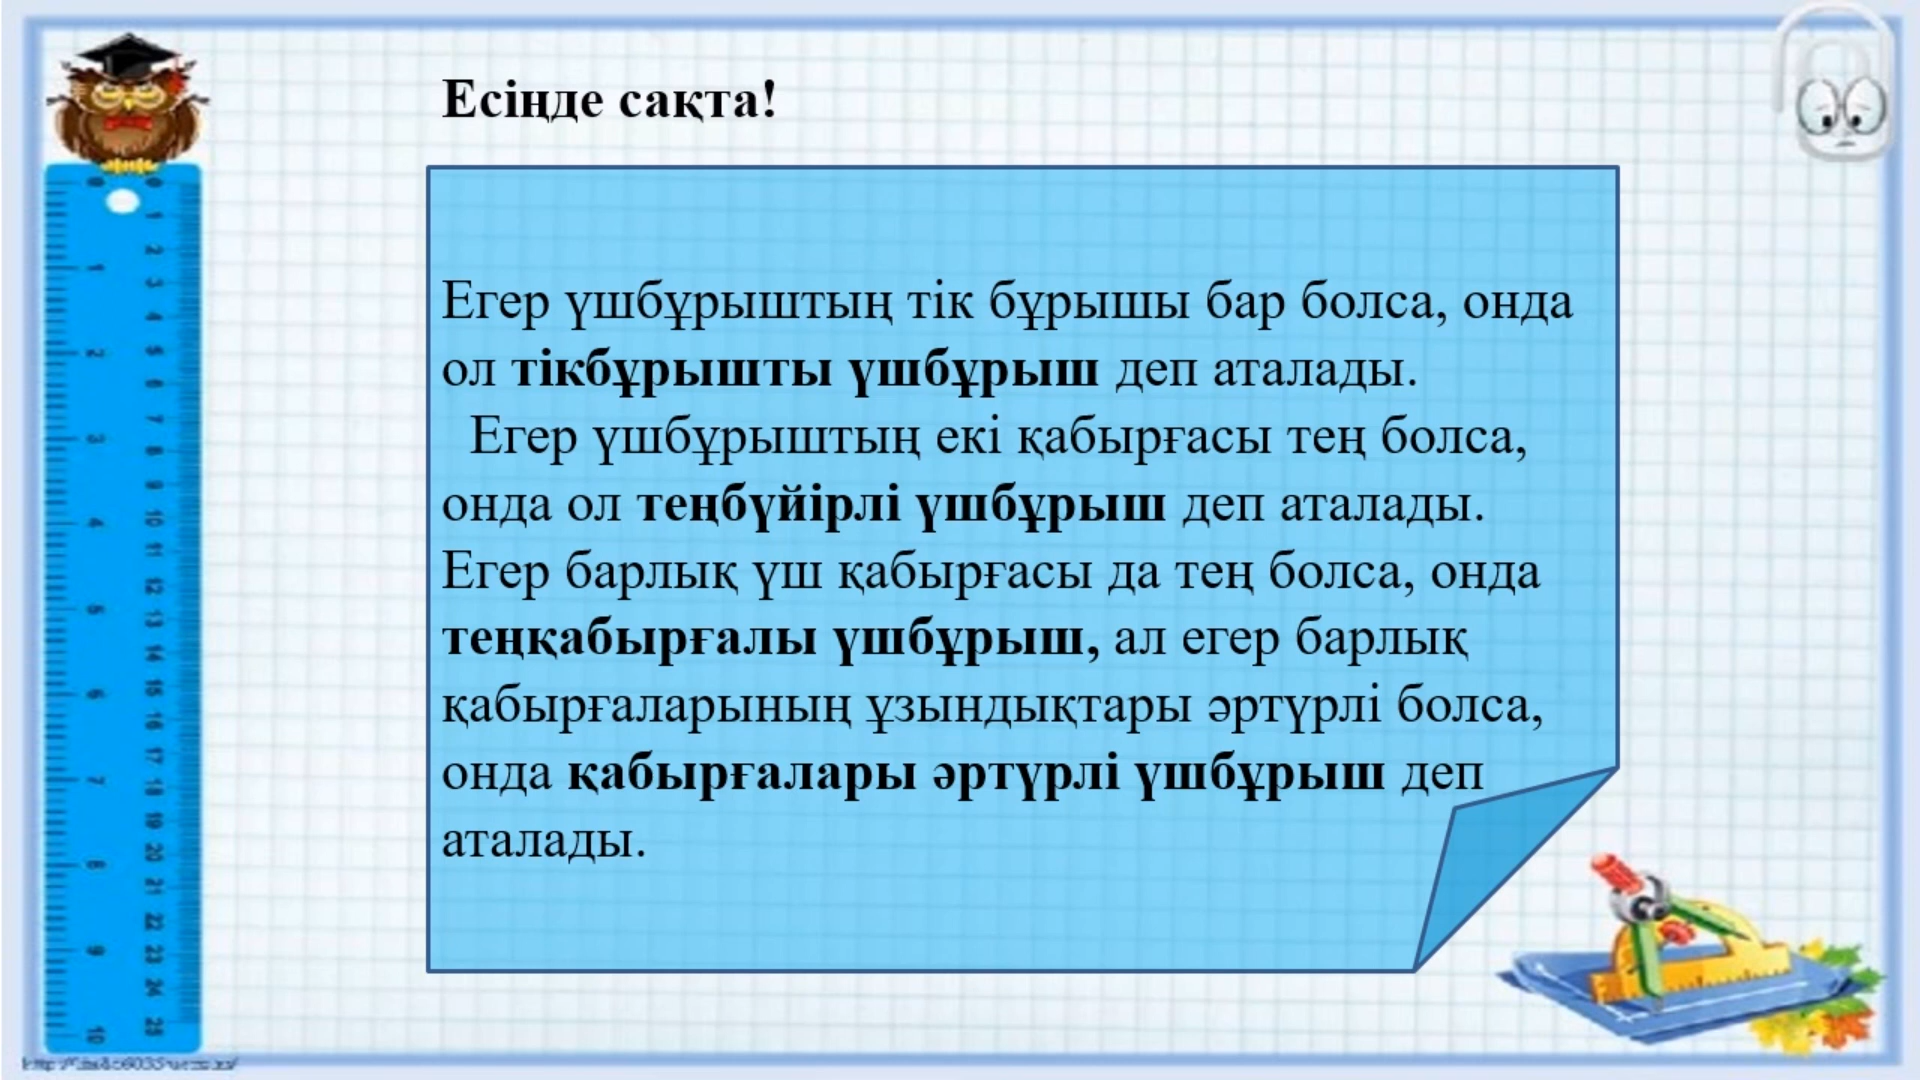 Есіңде сақта!
Егер үшбұрыштың тік бұрышы бар болса, онда
ол тікбұрышты үшбұрыш деп аталады.
Егер үшбұрыштың екі қабырғасы тең болса,
онда ол теңбүйірлі үшбұрыш деп аталады.
Егер барлық үш қабырғасы да тең болса, онда
теңқабырғалы үшбұрыш, ал егер барлық
қабырғаларының ұзындықтары әртүрлі болса,
онда қабырғалары әртүрлі үшбұрыш деп
аталады.